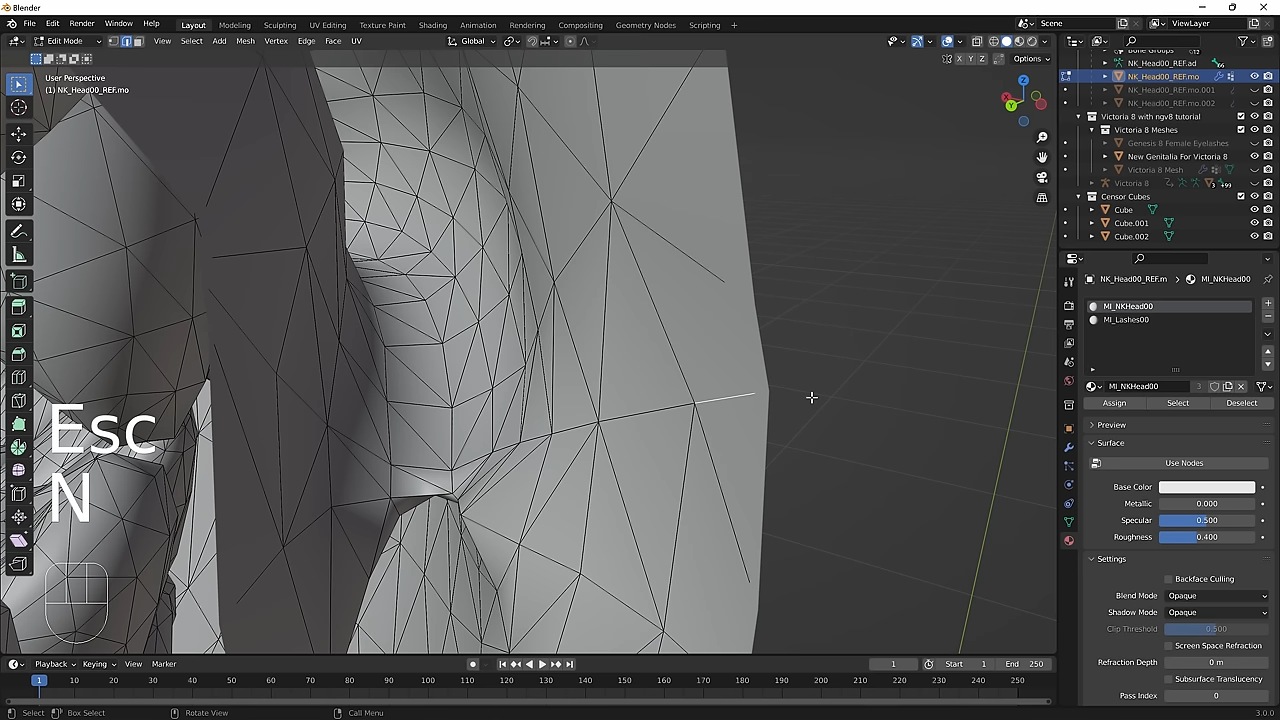 Blender
File Edit Render Window Help Layout Modeling Sculpting UV Editing Texture Paint Shading Animation Rendering Compositing Geometry Nodes Scripting + Scene ViewLayer
Edit Mode View Select Add Mesh Vertex Edge Face UV Global
X Y Z Options
User Perspective
(1) NK_Head00_REF.mo
Z
X
Y
Esc
N
NK_Head00_REF.ad
NK_Head00_REF.mo
NK_Head00_REF.mo.001
NK_Head00_REF.mo.002
Victoria 8 with ngv8 tutorial
Victoria 8 Meshes
Genesis 8 Female Eyelashes
New Genitalia For Victoria 8
Victoria 8 Mesh
Victoria 8
Censor Cubes
Cube
Cube.001
Cube.002
NK_Head00_REF.m > MI_NKHead00
MI_NKHead00
MI_Lashes00
MI_NKHead00 3
Assign Select Deselect
Preview
Surface
Use Nodes
Base Color
Metallic 0.000
Specular 0.500
Roughness 0.400
Settings
Backface Culling
Blend Mode Opaque
Shadow Mode Opaque
Clip Threshold 0.500
Screen Space Refraction
Refraction Depth 0 m
Subsurface Translucency
Pass Index 0
Playback Keying View Marker 1 Start 1 End 250
1 10 20 30 40 50 60 70 80 90 100 110 120 130 140 150 160 170 180 190 200 210 220 230 240 250
Select Box Select Rotate View Call Menu 3.0.0